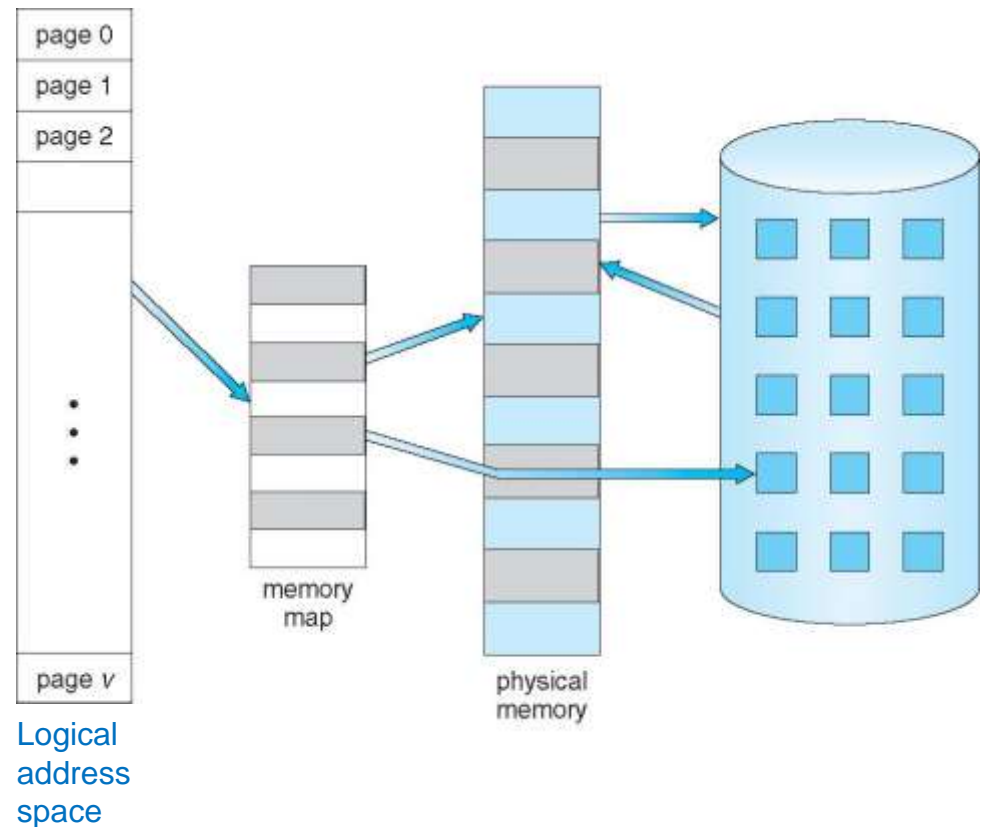 page 0
page 1
page 2
page v
memory
map
physical
memory
Logical
address
space